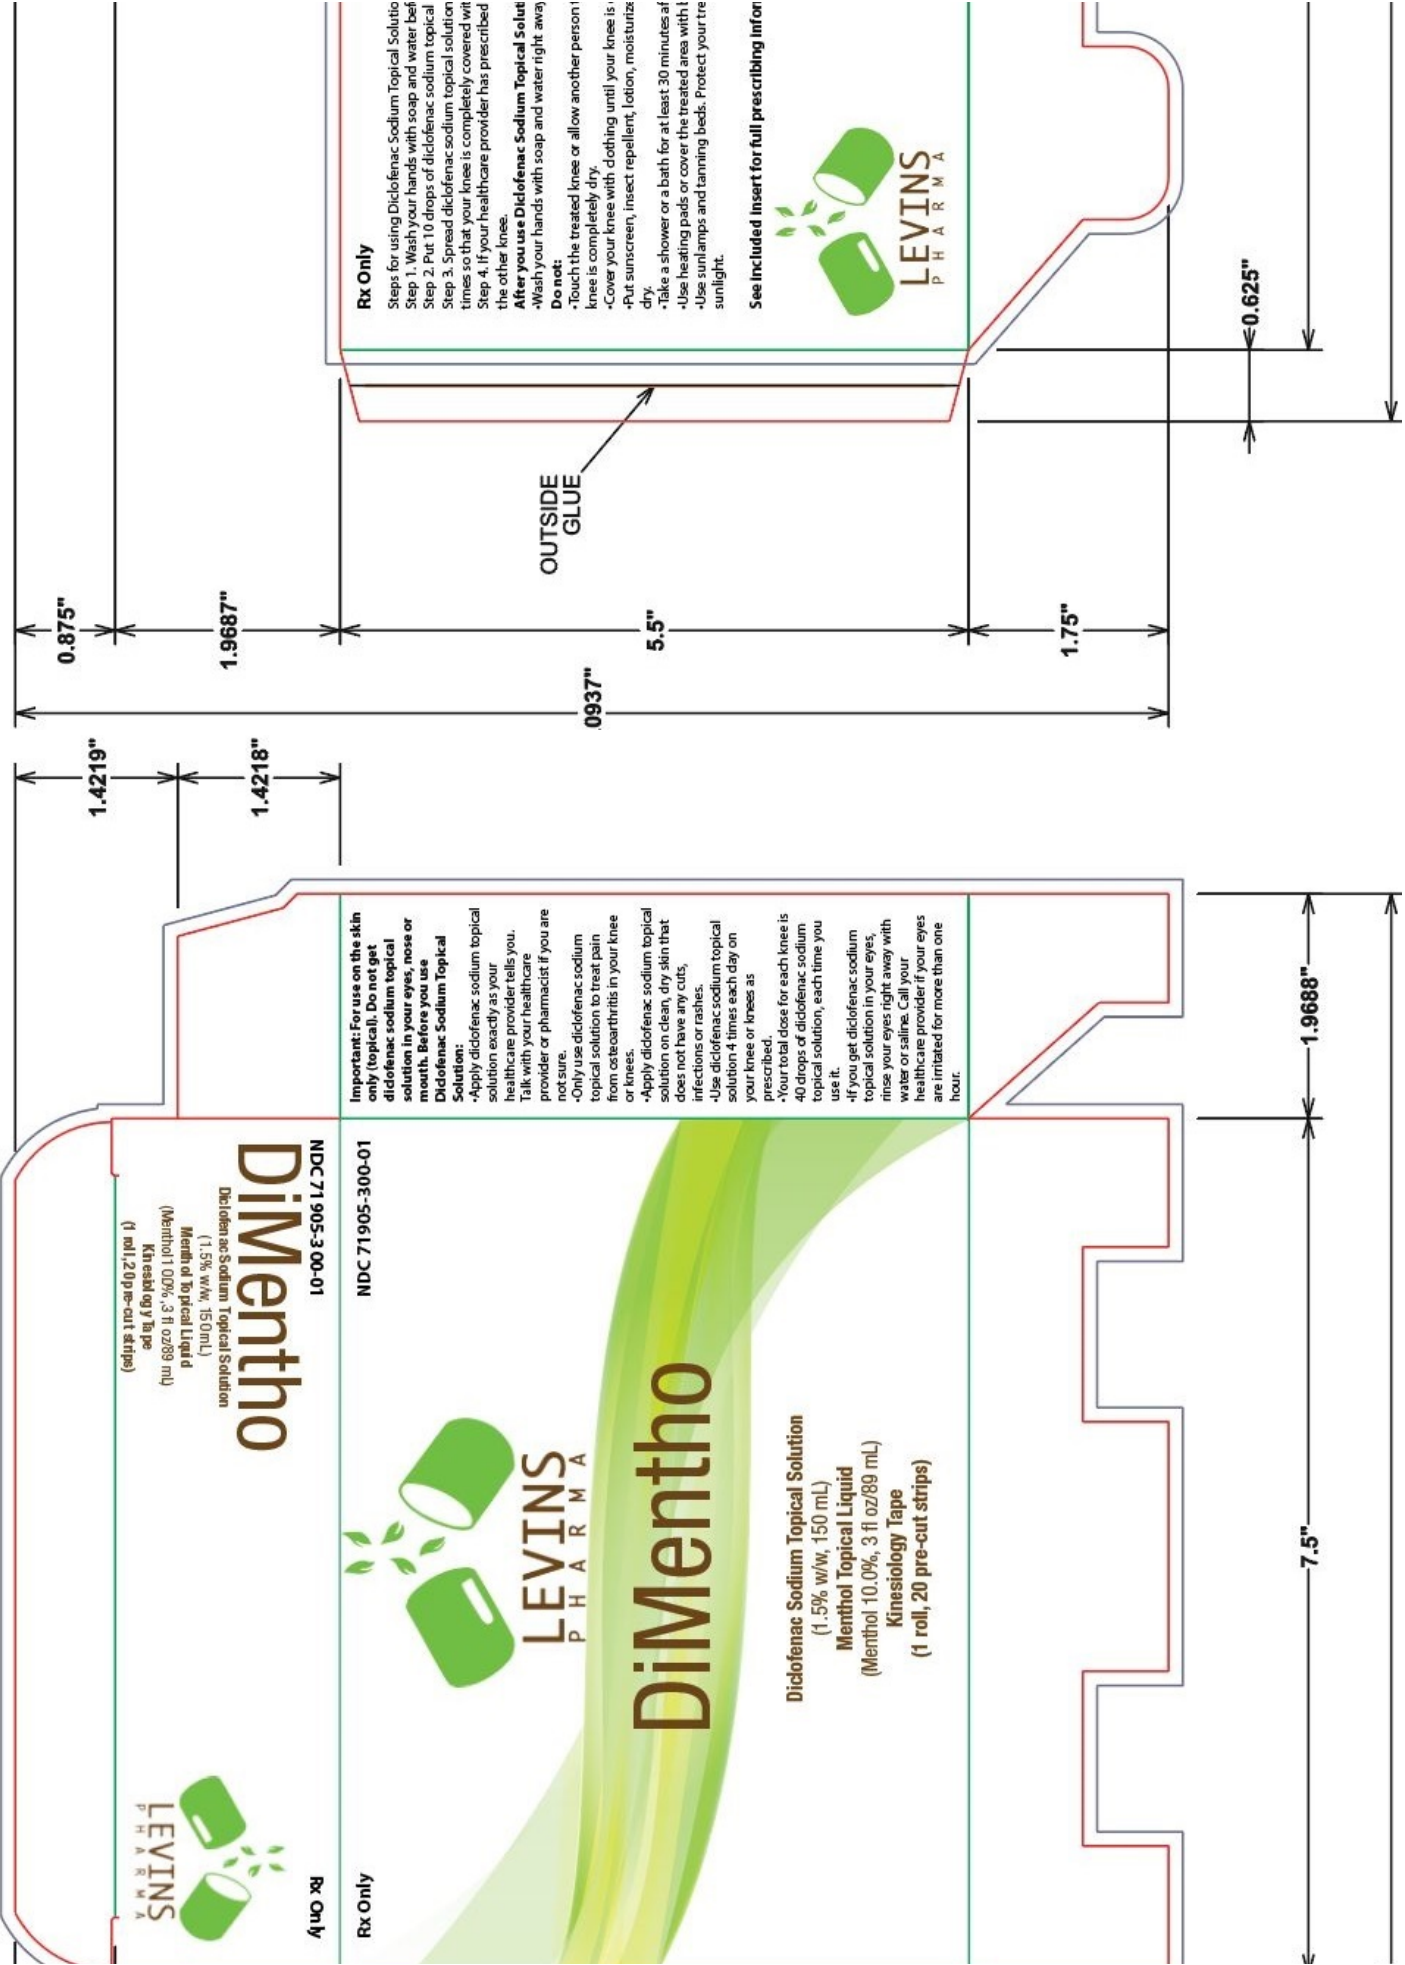 Rx Only
Steps for using Diclofenac Sodium Topical Solutio
Step 1. Wash your hands with soap and water bef
Step 2. Put 10 drops of diclofenac sodium topical
Step 3. Spread diclofenac sodium topical solution
times so that your knee is completely covered wit
Step 4. If your healthcare provider has prescribed
the other knee.
After you use Diclofenac Sodium Topical Soluti
•Wash your hands with soap and water right away
Do not:
•Touch the treated knee or allow another person
knee is completely dry.
•Cover your knee with clothing until your knee is
•Put sunscreen, insect repellent, lotion, moisturize
dry.
•Take a shower or a bath for at least 30 minutes af
•Use heating pads or cover the treated area with
•Use sunlamps and tanning beds. Protect your tre
sunlight.
See included insert for full prescribing infor
LEVINS
PHARMA
OUTSIDE
GLUE
0.625"
0.875"
1.9687"
5.5"
1.75"
.0937"
1.4219"
1.4218"
Important: For use on the skin
only (topical). Do not get
diclofenac sodium topical
solution in your eyes, nose or
mouth. Before you use
Diclofenac Sodium Topical
Solution:
•Apply diclofenac sodium topical
solution exactly as your
healthcare provider tells you.
Talk with your healthcare
provider or pharmacist if you are
not sure.
•Only use diclofenac sodium
topical solution to treat pain
from osteoarthritis in your knee
or knees.
•Apply diclofenac sodium topical
solution on clean, dry skin that
does not have any cuts,
infections or rashes.
•Use diclofenac sodium topical
solution 4 times each day on
your knee or knees as
prescribed.
•Your total dose for each knee is
40 drops of diclofenac sodium
topical solution, each time you
use it.
•If you get diclofenac sodium
topical solution in your eyes,
rinse your eyes right away with
water or saline. Call your
healthcare provider if your eyes
are irritated for more than one
hour.
1.9688"
7.5"
NDC 71905-300-01
DiMentho
Diclofenac Sodium Topical Solution
(1.5% w/w, 150mL)
Menthol Topical Liquid
(Menthol 10.0%, 3 fl oz/89 mL)
Kinesiology Tape
(1 roll, 20 pre-cut strips)
LEVINS
PHARMA
Rx Only
NDC 71905-300-01
Rx Only
LEVINS
PHARMA
DiMentho
Diclofenac Sodium Topical Solution
(1.5% w/w, 150 mL)
Menthol Topical Liquid
(Menthol 10.0%, 3 fl oz/89 mL)
Kinesiology Tape
(1 roll, 20 pre-cut strips)